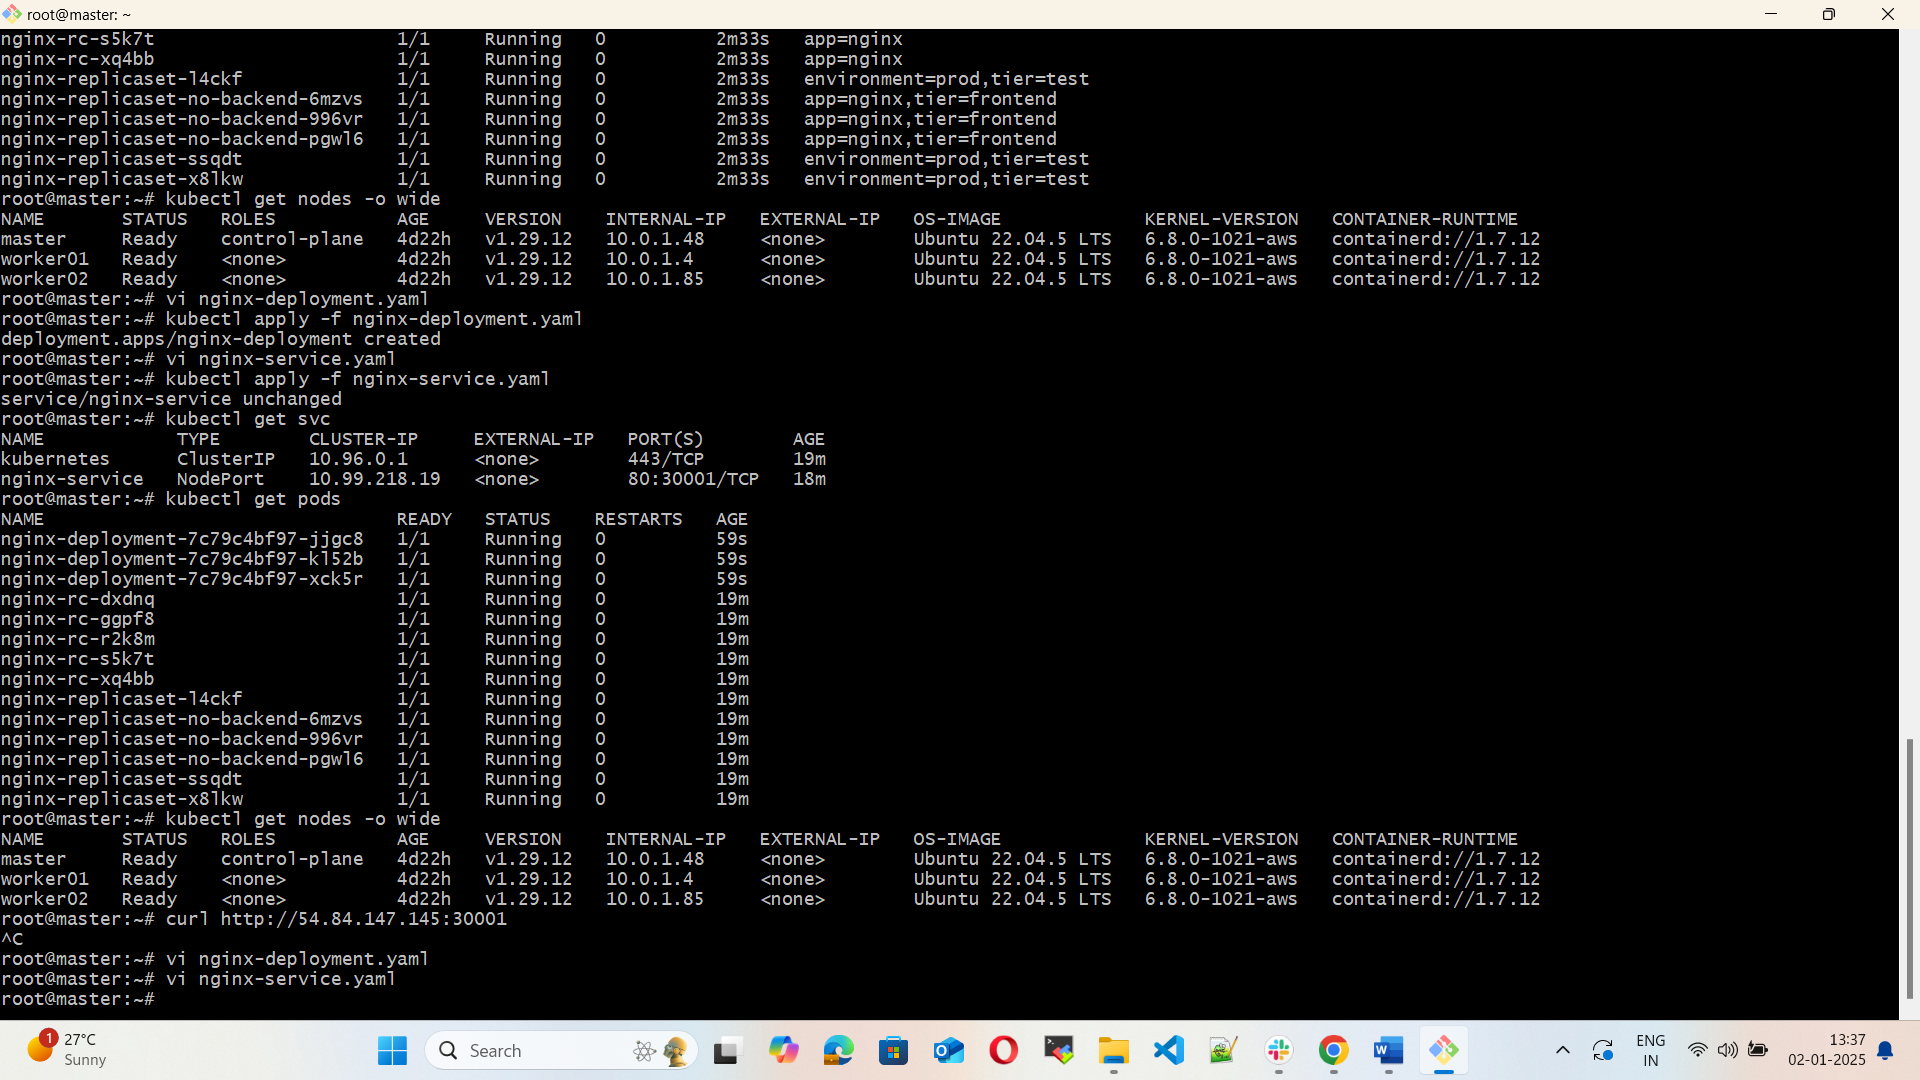 root@master: ~
nginx-rc-s5k7t 1/1 Running 0 2m33s app=nginx
nginx-rc-xq4bb 1/1 Running 0 2m33s app=nginx
nginx-replicaset-l4ckf 1/1 Running 0 2m33s environment=prod,tier=test
nginx-replicaset-no-backend-6mzvs 1/1 Running 0 2m33s app=nginx,tier=frontend
nginx-replicaset-no-backend-996vr 1/1 Running 0 2m33s app=nginx,tier=frontend
nginx-replicaset-no-backend-pgwl6 1/1 Running 0 2m33s app=nginx,tier=frontend
nginx-replicaset-ssqdt 1/1 Running 0 2m33s environment=prod,tier=test
nginx-replicaset-x8lkw 1/1 Running 0 2m33s environment=prod,tier=test
root@master:~# kubectl get nodes -o wide
NAME STATUS ROLES AGE VERSION INTERNAL-IP EXTERNAL-IP OS-IMAGE KERNEL-VERSION CONTAINER-RUNTIME
master Ready control-plane 4d22h v1.29.12 10.0.1.48 <none> Ubuntu 22.04.5 LTS 6.8.0-1021-aws containerd://1.7.12
worker01 Ready <none> 4d22h v1.29.12 10.0.1.4 <none> Ubuntu 22.04.5 LTS 6.8.0-1021-aws containerd://1.7.12
worker02 Ready <none> 4d22h v1.29.12 10.0.1.85 <none> Ubuntu 22.04.5 LTS 6.8.0-1021-aws containerd://1.7.12
root@master:~# vi nginx-deployment.yaml
root@master:~# kubectl apply -f nginx-deployment.yaml
deployment.apps/nginx-deployment created
root@master:~# vi nginx-service.yaml
root@master:~# kubectl apply -f nginx-service.yaml
service/nginx-service unchanged
root@master:~# kubectl get svc
NAME TYPE CLUSTER-IP EXTERNAL-IP PORT(S) AGE
kubernetes ClusterIP 10.96.0.1 <none> 443/TCP 19m
nginx-service NodePort 10.99.218.19 <none> 80:30001/TCP 18m
root@master:~# kubectl get pods
NAME READY STATUS RESTARTS AGE
nginx-deployment-7c79c4bf97-jjgc8 1/1 Running 0 59s
nginx-deployment-7c79c4bf97-kl52b 1/1 Running 0 59s
nginx-deployment-7c79c4bf97-xck5r 1/1 Running 0 59s
nginx-rc-dxdnq 1/1 Running 0 19m
nginx-rc-ggpf8 1/1 Running 0 19m
nginx-rc-r2k8m 1/1 Running 0 19m
nginx-rc-s5k7t 1/1 Running 0 19m
nginx-rc-xq4bb 1/1 Running 0 19m
nginx-replicaset-l4ckf 1/1 Running 0 19m
nginx-replicaset-no-backend-6mzvs 1/1 Running 0 19m
nginx-replicaset-no-backend-996vr 1/1 Running 0 19m
nginx-replicaset-no-backend-pgwl6 1/1 Running 0 19m
nginx-replicaset-ssqdt 1/1 Running 0 19m
nginx-replicaset-x8lkw 1/1 Running 0 19m
root@master:~# kubectl get nodes -o wide
NAME STATUS ROLES AGE VERSION INTERNAL-IP EXTERNAL-IP OS-IMAGE KERNEL-VERSION CONTAINER-RUNTIME
master Ready control-plane 4d22h v1.29.12 10.0.1.48 <none> Ubuntu 22.04.5 LTS 6.8.0-1021-aws containerd://1.7.12
worker01 Ready <none> 4d22h v1.29.12 10.0.1.4 <none> Ubuntu 22.04.5 LTS 6.8.0-1021-aws containerd://1.7.12
worker02 Ready <none> 4d22h v1.29.12 10.0.1.85 <none> Ubuntu 22.04.5 LTS 6.8.0-1021-aws containerd://1.7.12
root@master:~# curl http://54.84.147.145:30001
^C
root@master:~# vi nginx-deployment.yaml
root@master:~# vi nginx-service.yaml
root@master:~#
1 27°C
Sunny
Search
ENG
IN
13:37
02-01-2025